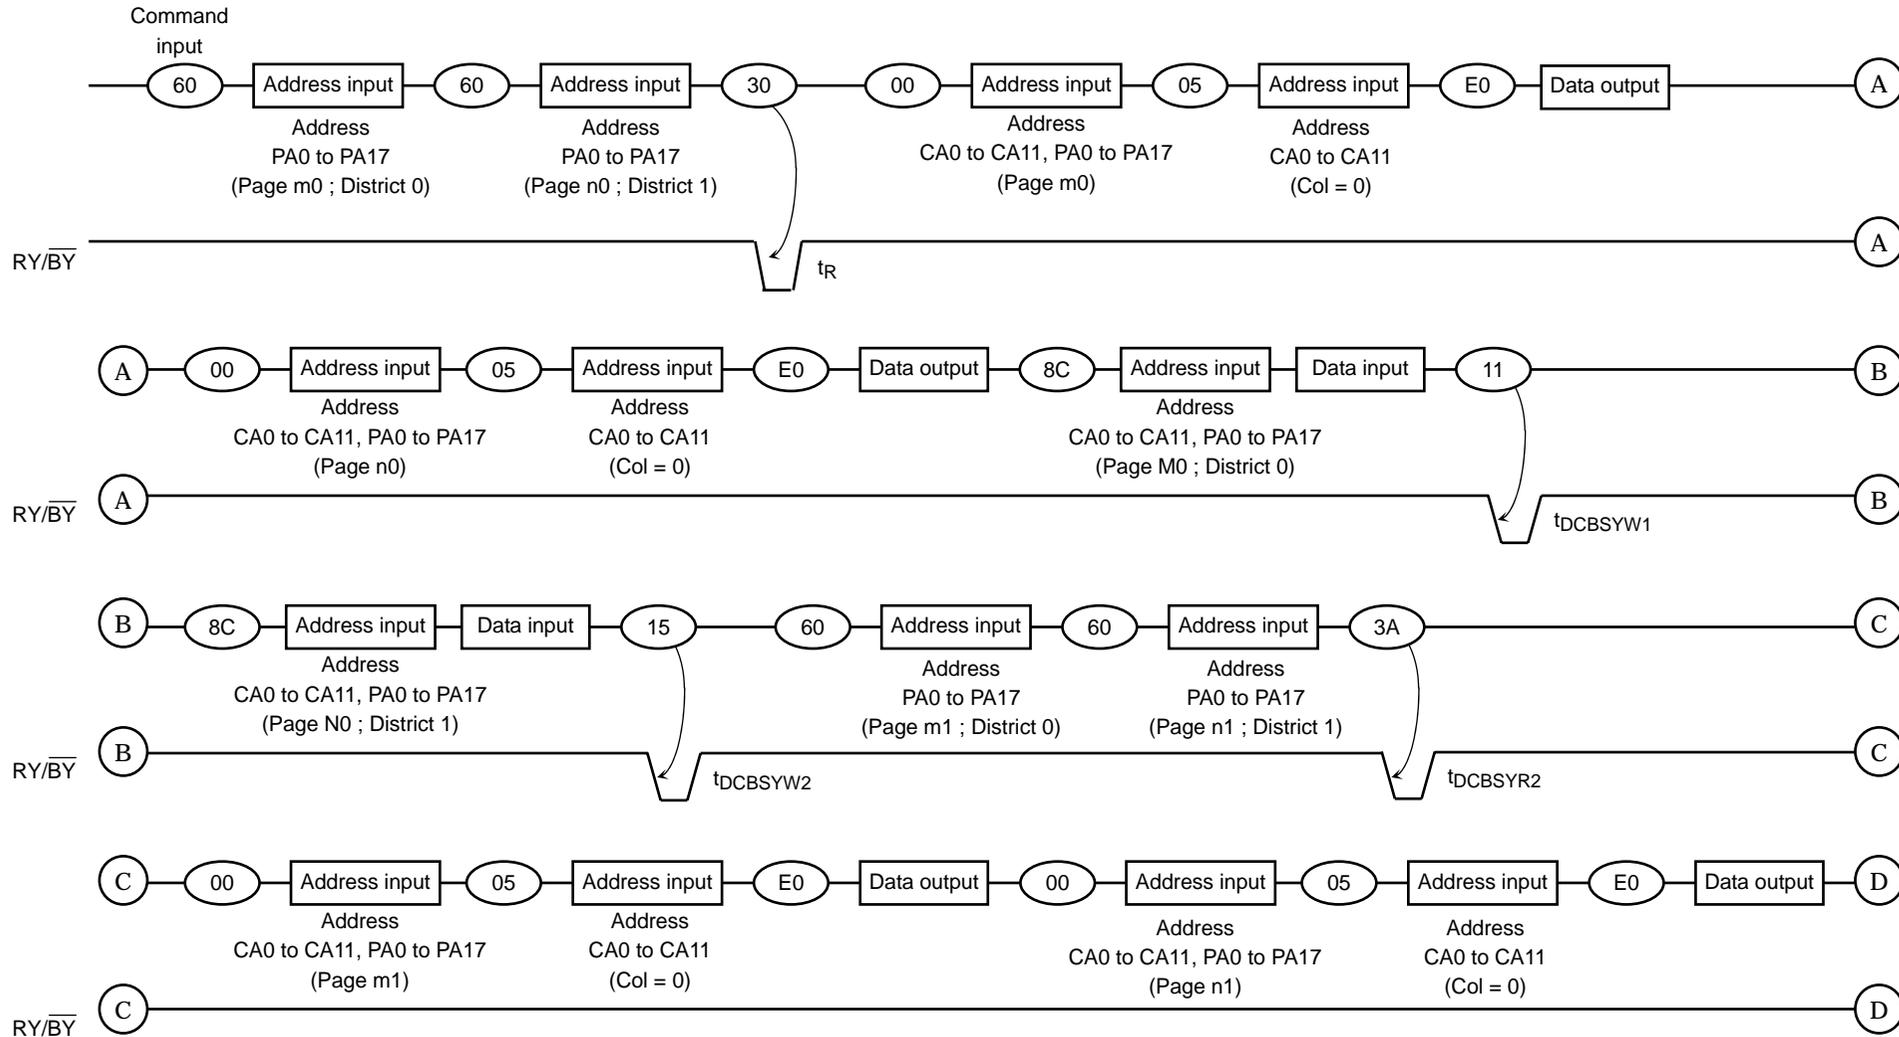 Command
input
60 Address input 60 Address input 30 00 Address input 05 Address input E0 Data output A
Address
PA0 to PA17
(Page m0 ; District 0)
Address
PA0 to PA17
(Page n0 ; District 1)
Address
CA0 to CA11, PA0 to PA17
(Page m0)
Address
CA0 to CA11
(Col = 0)
RY/B̅Y̅ tR A
A 00 Address input 05 Address input E0 Data output 8C Address input Data input 11 B
Address
CA0 to CA11, PA0 to PA17
(Page n0)
Address
CA0 to CA11
(Col = 0)
Address
CA0 to CA11, PA0 to PA17
(Page M0 ; District 0)
RY/B̅Y̅ A tDCBSYW1 B
B 8C Address input Data input 15 60 Address input 60 Address input 3A C
Address
CA0 to CA11, PA0 to PA17
(Page N0 ; District 1)
Address
PA0 to PA17
(Page m1 ; District 0)
Address
PA0 to PA17
(Page n1 ; District 1)
RY/B̅Y̅ B tDCBSYW2 tDCBSYR2 C
C 00 Address input 05 Address input E0 Data output 00 Address input 05 Address input E0 Data output D
Address
CA0 to CA11, PA0 to PA17
(Page m1)
Address
CA0 to CA11
(Col = 0)
Address
CA0 to CA11, PA0 to PA17
(Page n1)
Address
CA0 to CA11
(Col = 0)
RY/B̅Y̅ C D